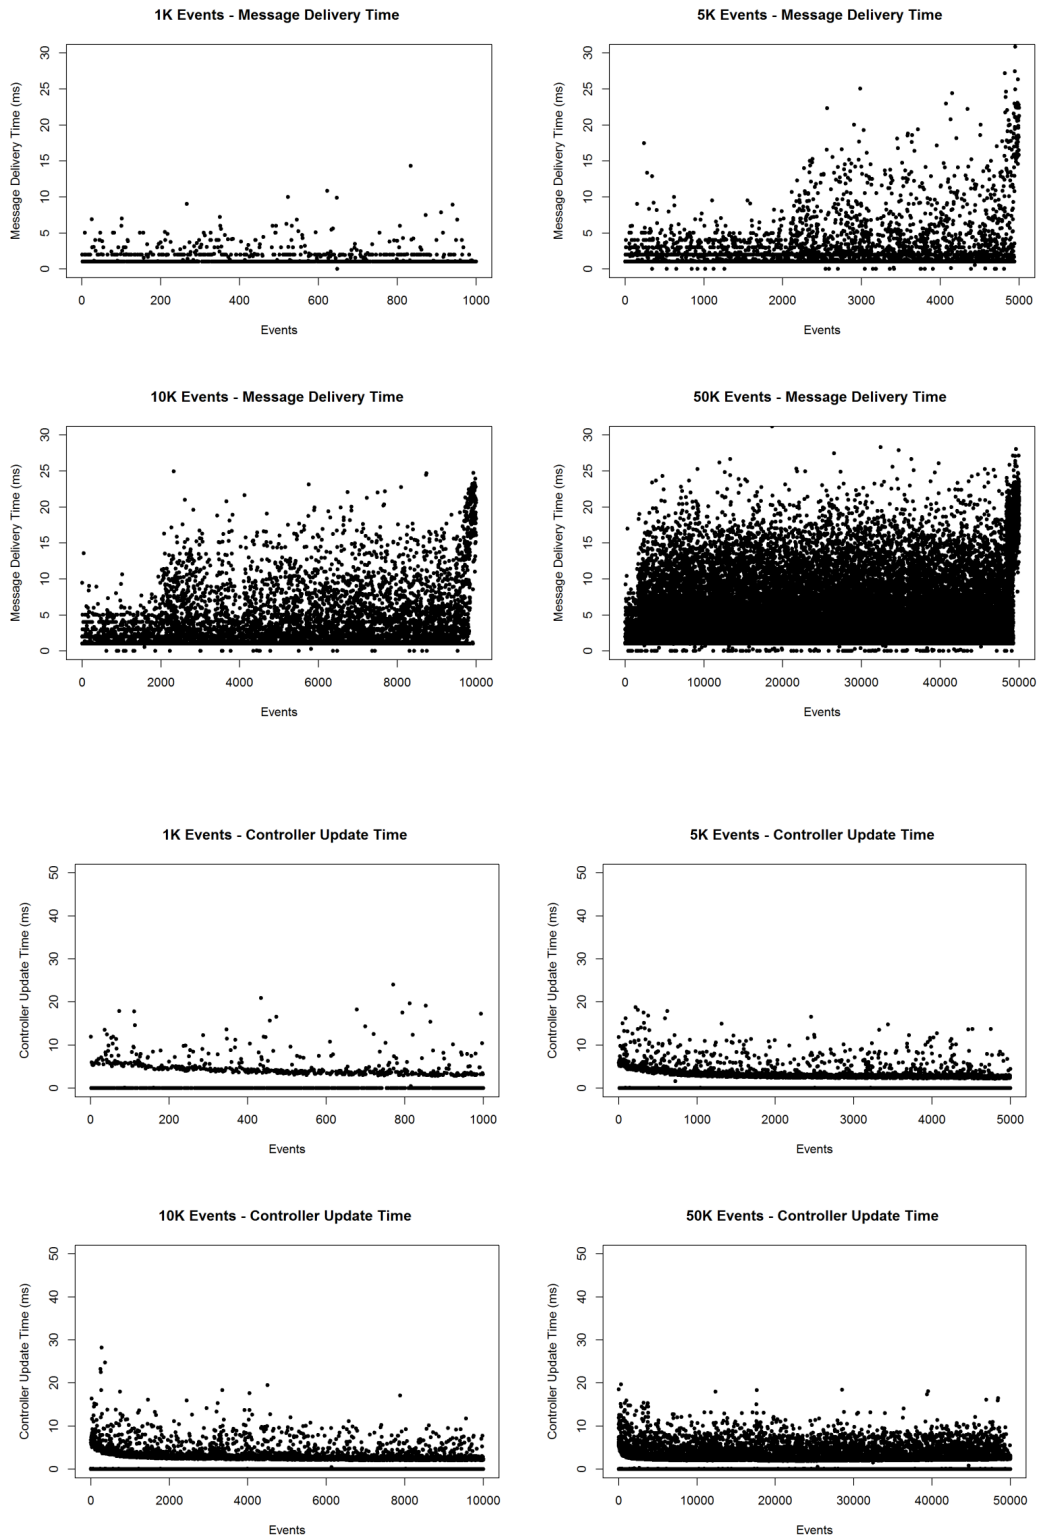 1K Events - Message Delivery Time
Message Delivery Time (ms)
30
25
20
15
10
5
0
0 200 400 600 800 1000
Events
5K Events - Message Delivery Time
Message Delivery Time (ms)
30
25
20
15
10
5
0
0 1000 2000 3000 4000 5000
Events
10K Events - Message Delivery Time
Message Delivery Time (ms)
30
25
20
15
10
5
0
0 2000 4000 6000 8000 10000
Events
50K Events - Message Delivery Time
Message Delivery Time (ms)
30
25
20
15
10
5
0
0 10000 20000 30000 40000 50000
Events
1K Events - Controller Update Time
Controller Update Time (ms)
50
40
30
20
10
0
0 200 400 600 800 1000
Events
5K Events - Controller Update Time
Controller Update Time (ms)
50
40
30
20
10
0
0 1000 2000 3000 4000 5000
Events
10K Events - Controller Update Time
Controller Update Time (ms)
50
40
30
20
10
0
0 2000 4000 6000 8000 10000
Events
50K Events - Controller Update Time
Controller Update Time (ms)
50
40
30
20
10
0
0 10000 20000 30000 40000 50000
Events